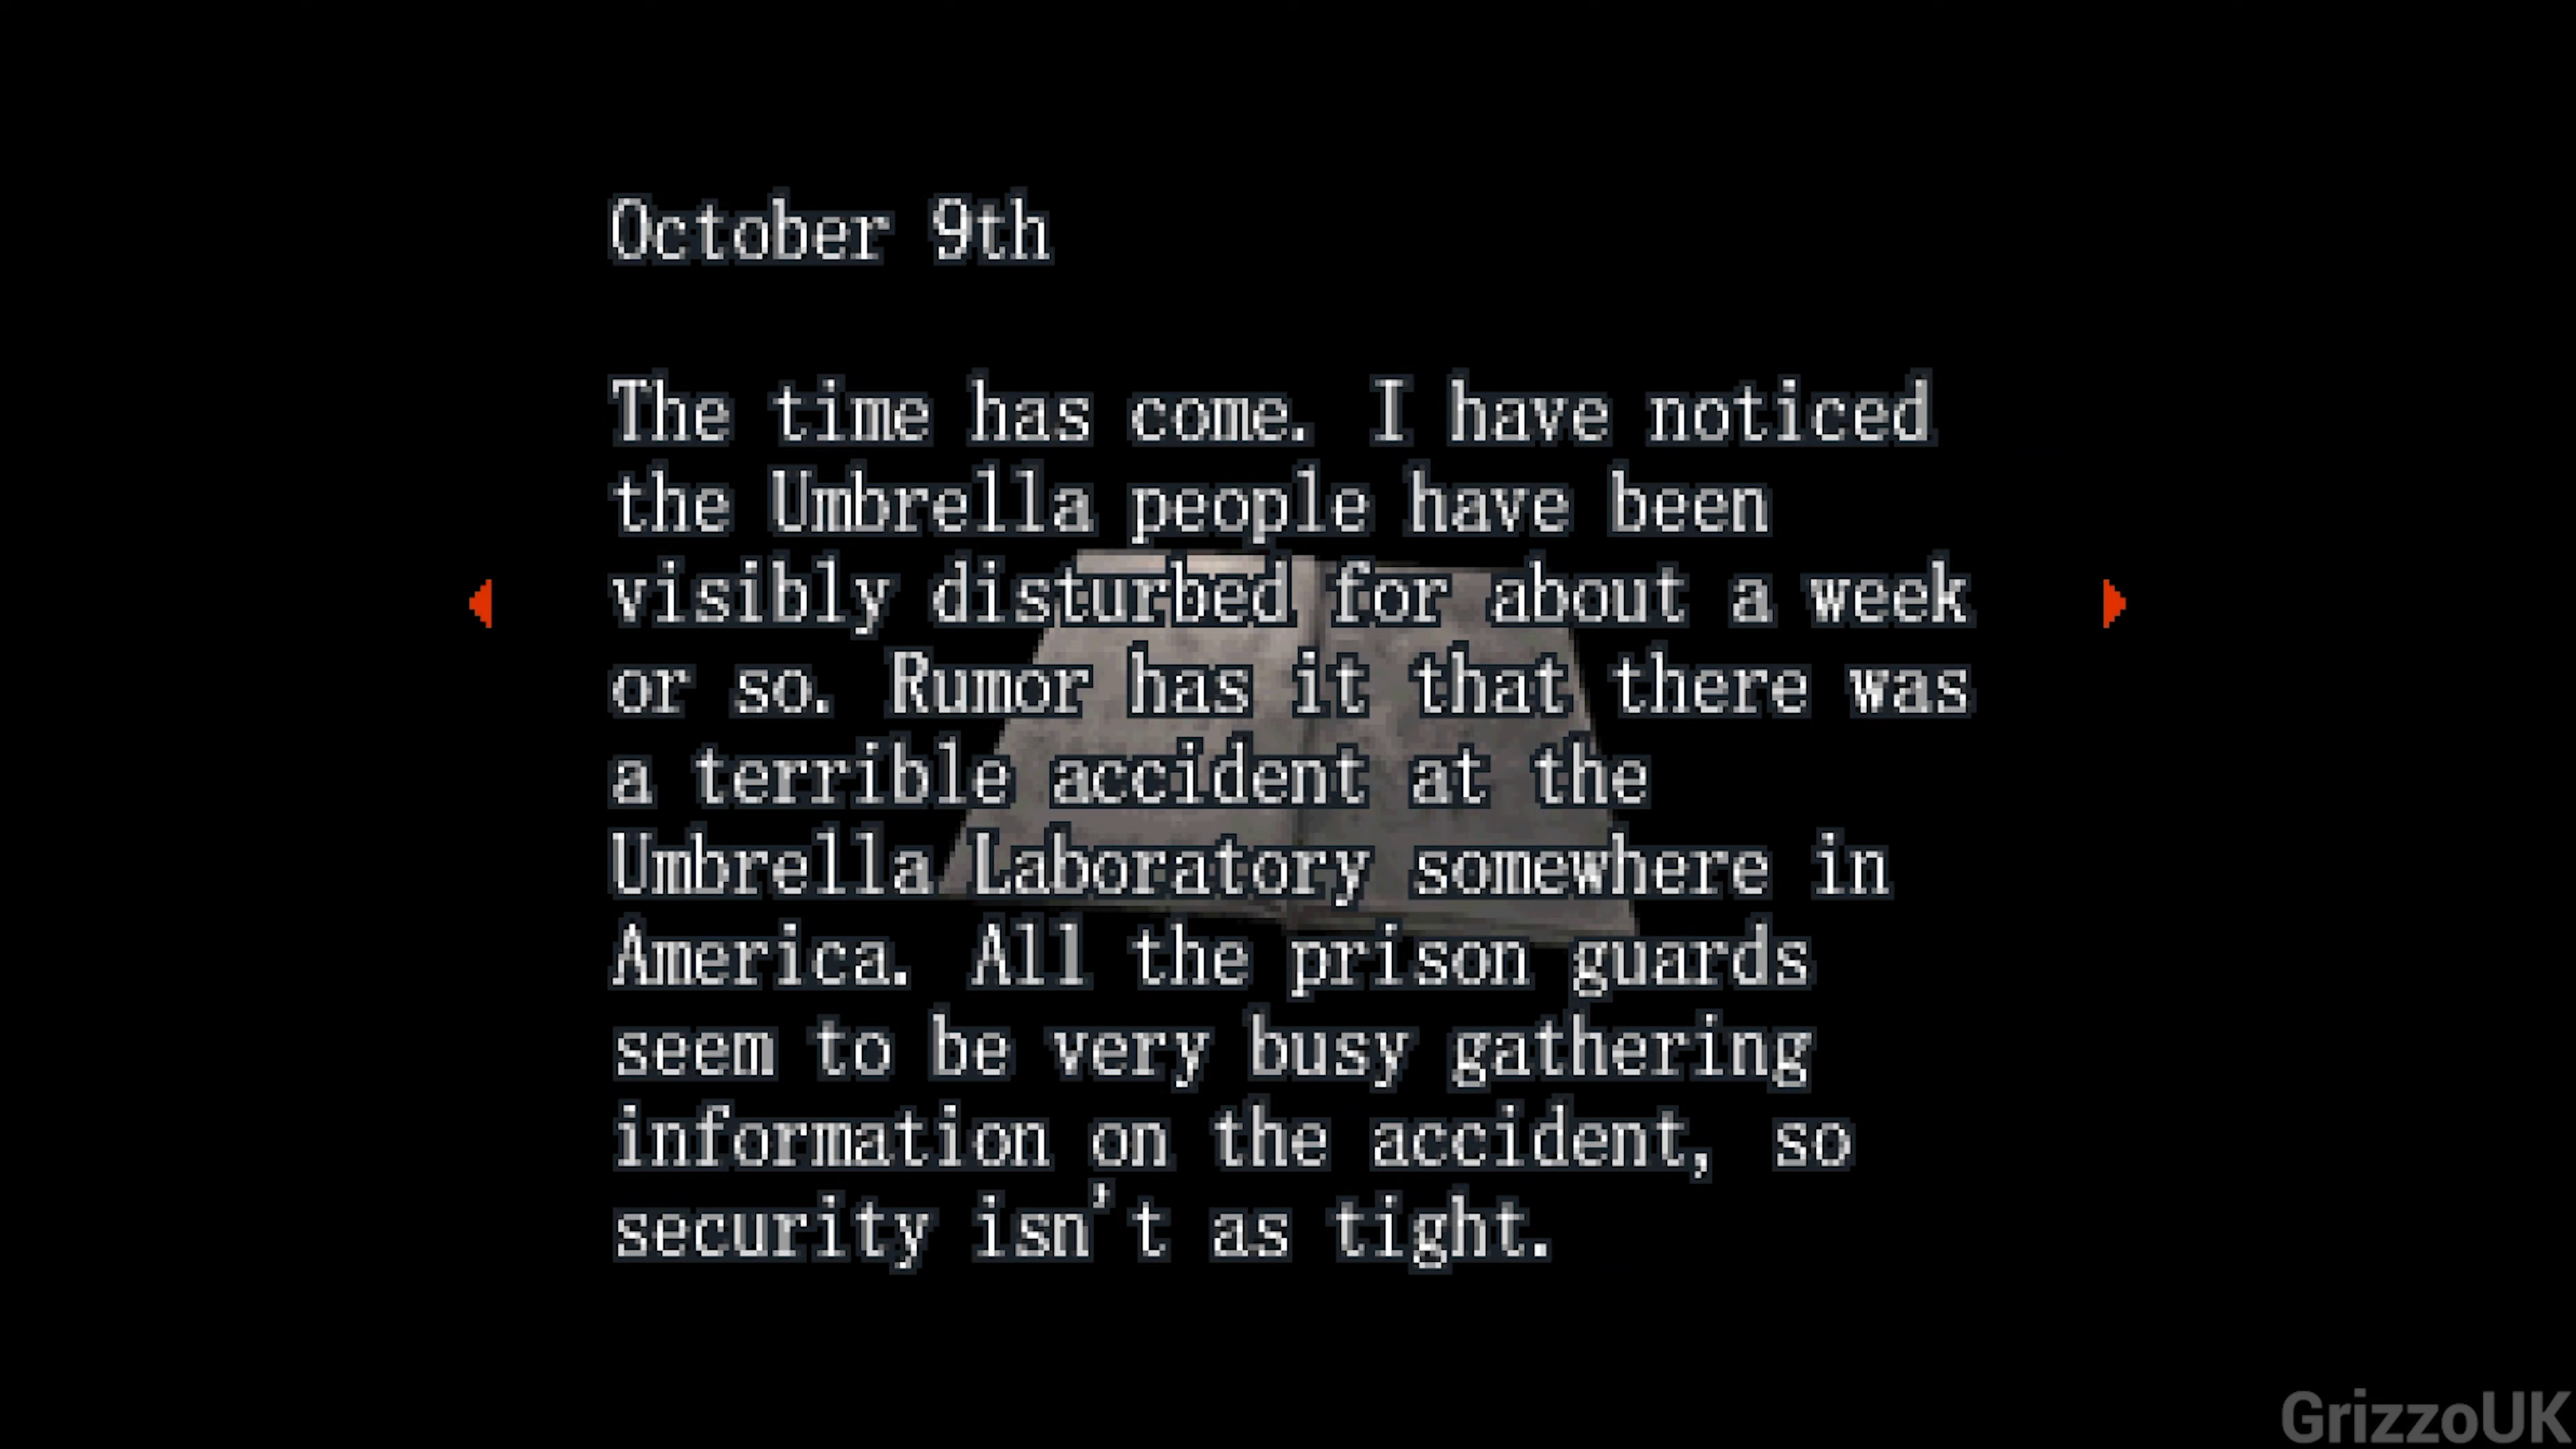 October 9th
The time has come. I have noticed
the Umbrella people have been
visibly disturbed for about a week
or so. Rumor has it that there was
a terrible accident at the
Umbrella Laboratory somewhere in
America. All the prison guards
seem to be very busy gathering
information on the accident, so
security isn't as tight.
GrizzoUK